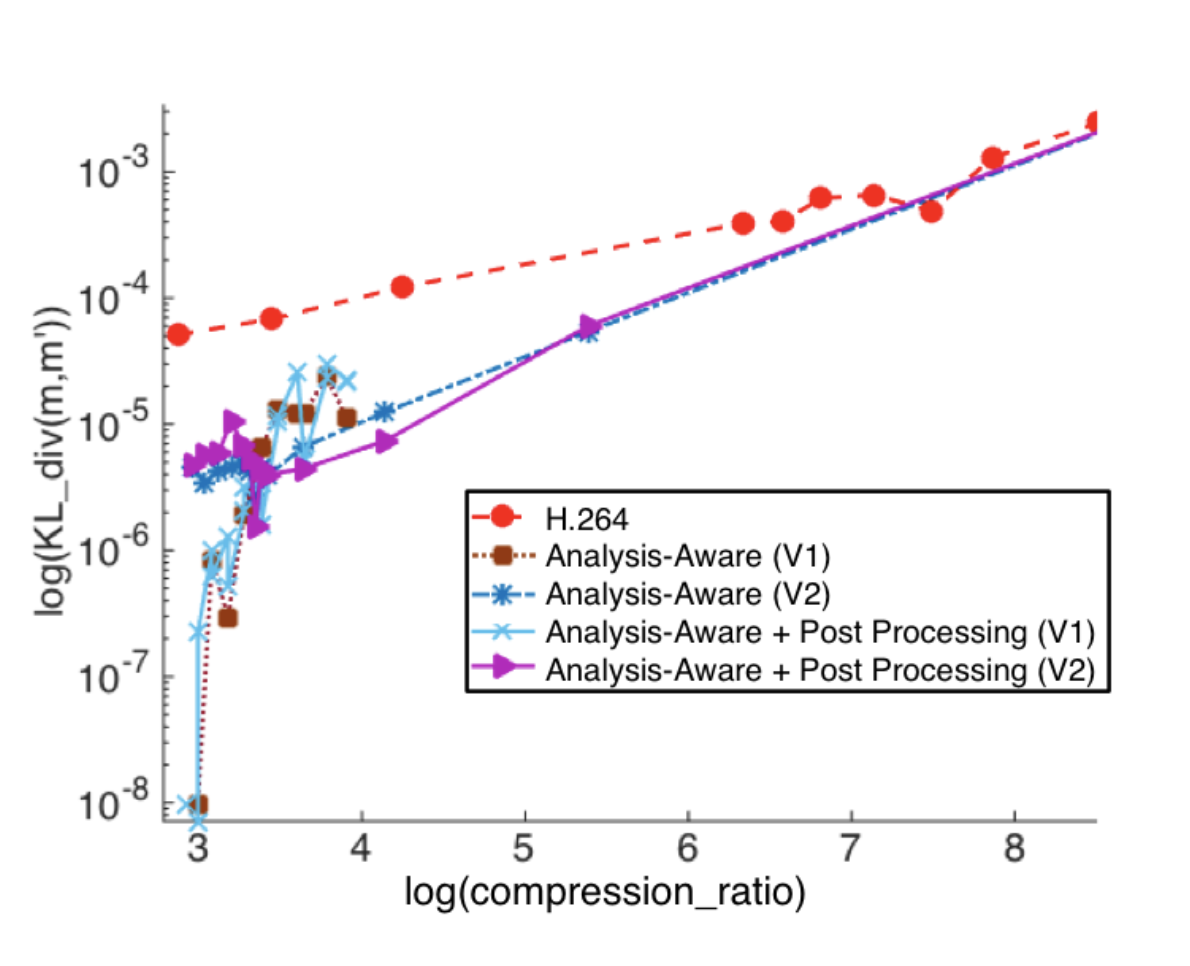 10^-3
10^-4
10^-5
10^-6
10^-7
10^-8
log(KL_div(m,m'))
H.264
Analysis-Aware (V1)
Analysis-Aware (V2)
Analysis-Aware + Post Processing (V1)
Analysis-Aware + Post Processing (V2)
3 4 5 6 7 8
log(compression_ratio)